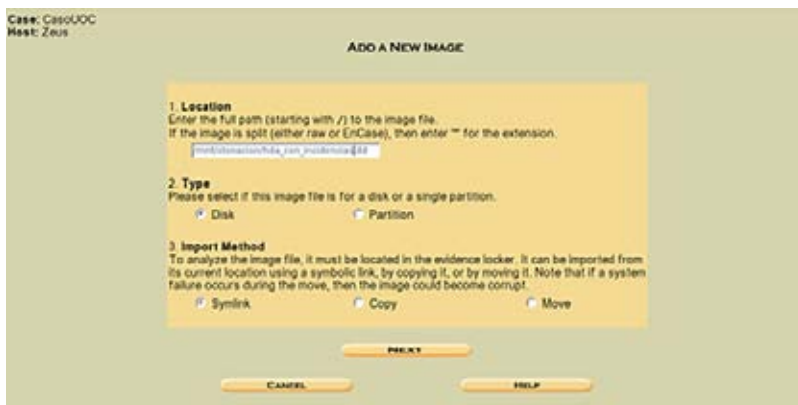 Case: CasoUOC
Host: Zeus
ADD A NEW IMAGE
1. Location
Enter the full path (starting with /) to the image file.
If the image is split (either raw or EnCase), then enter '*' for the extension.
2. Type
Please select if this image file is for a disk or a single partition.
Disk Partition
3. Import Method
To analyze the image file, it must be located in the evidence locker. It can be imported from
its current location using a symbolic link, by copying it, or by moving it. Note that if a system
failure occurs during the move, then the image could become corrupt.
Symlink Copy Move
NEXT
CANCEL HELP